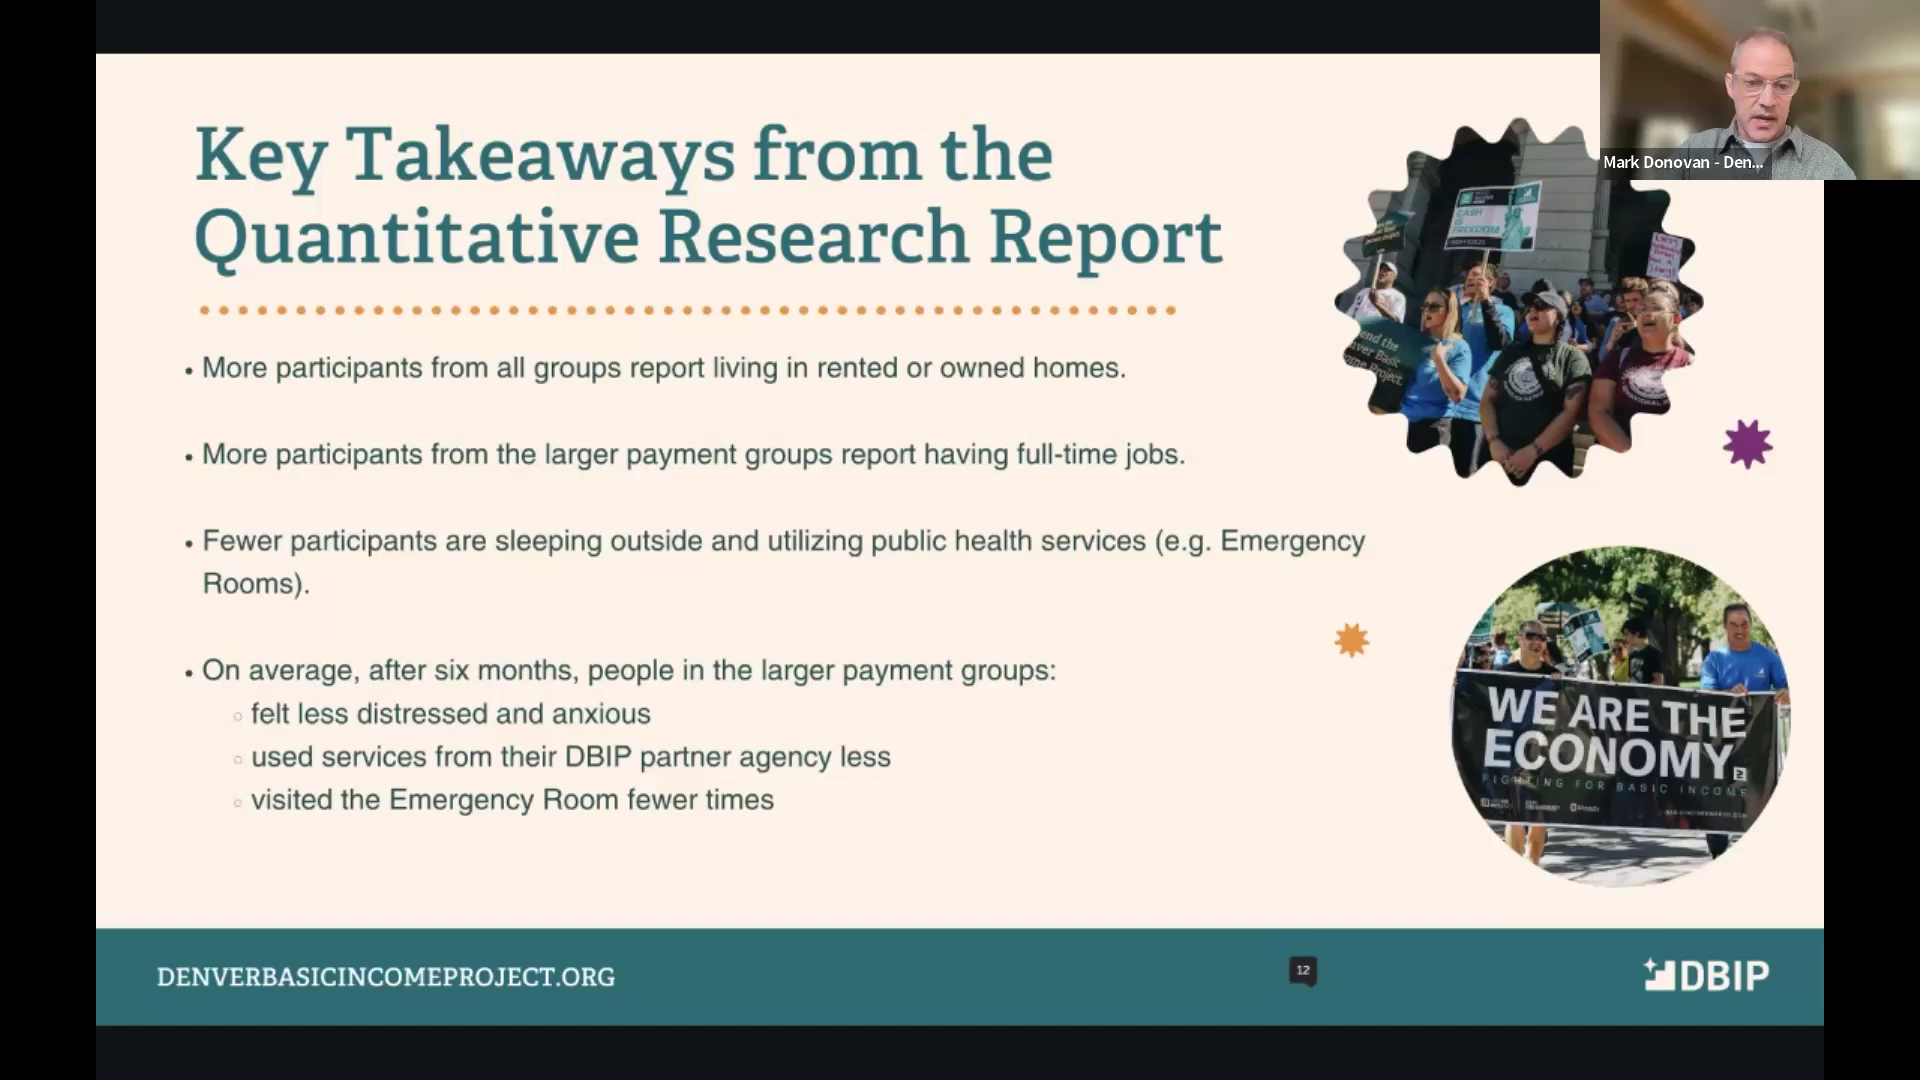 Mark Donovan - Den...
Key Takeaways from the
Quantitative Research Report
• More participants from all groups report living in rented or owned homes.
• More participants from the larger payment groups report having full-time jobs.
• Fewer participants are sleeping outside and utilizing public health services (e.g. Emergency
Rooms).
• On average, after six months, people in the larger payment groups:
○ felt less distressed and anxious
○ used services from their DBIP partner agency less
○ visited the Emergency Room fewer times
CASH
IS
FREEDOM
WE ARE THE
ECONOMY.
FIGHTING FOR BASIC INCOME
DENVERBASICINCOMEPROJECT.ORG
12
DBIP